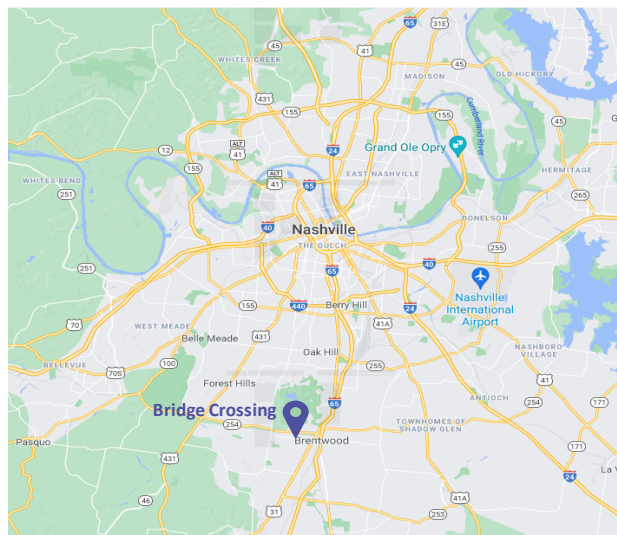 65
31E
45
41
WHITES CREEK
MADISON
OLD HICKORY
431
155
155
Cumberland River
45
ALT
41
24
Grand Ole Opry
12
155
ALT
41
65
EAST NASHVILLE
HERMITAGE
WHITES BEND
251
265
DONELSON
40
Nashville
THE GULCH
255
251
65
40
Nashville
International
Airport
155
440
Berry Hill
24
70
WEST MEADE
431
41A
Belle Meade
NASHBORO
VILLAGE
BELLEVUE
100
Oak Hill
255
70S
41
Forest Hills
ANTIOCH
254
171
65
Bridge Crossing
254
TOWNHOMES OF
SHADOW GLEN
Pasquo
Brentwood
171
431
La V
24
46
41A
31
253